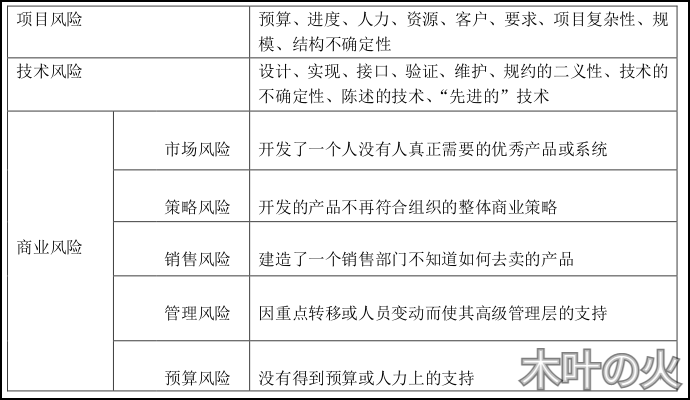 项目风险
预算、进度、人力、资源、客户、要求、项目复杂性、规
模、结构不确定性
技术风险
设计、实现、接口、验证、维护、规约的二义性、技术的
不确定性、陈述的技术、“先进的”技术
商业风险
市场风险
开发了一个人没有人真正需要的优秀产品或系统
策略风险
开发的产品不再符合组织的整体商业策略
销售风险
建造了一个销售部门不知道如何去卖的产品
管理风险
因重点转移或人员变动而使其高级管理层的支持
预算风险
没有得到预算或人力上的支持
木叶の火